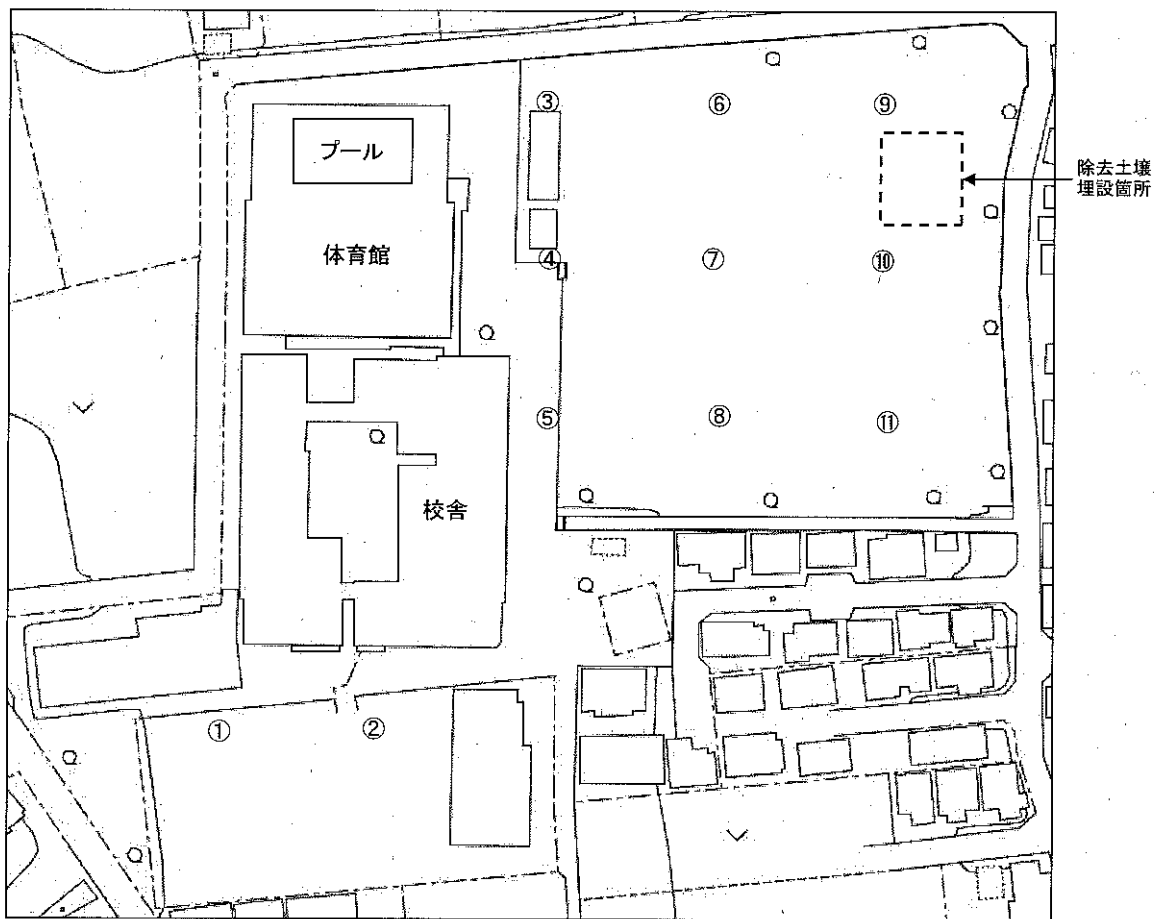 ③
⑥
⑨
プール
除去土壌
埋設箇所
体育館
④
⑦
⑩
⑤
⑧
⑪
校舎
①
②